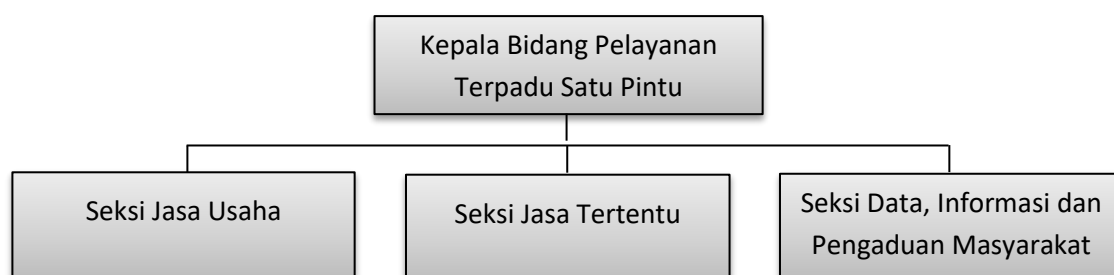 Kepala Bidang Pelayanan
Terpadu Satu Pintu
Seksi Jasa Usaha
Seksi Jasa Tertentu
Seksi Data, Informasi dan
Pengaduan Masyarakat